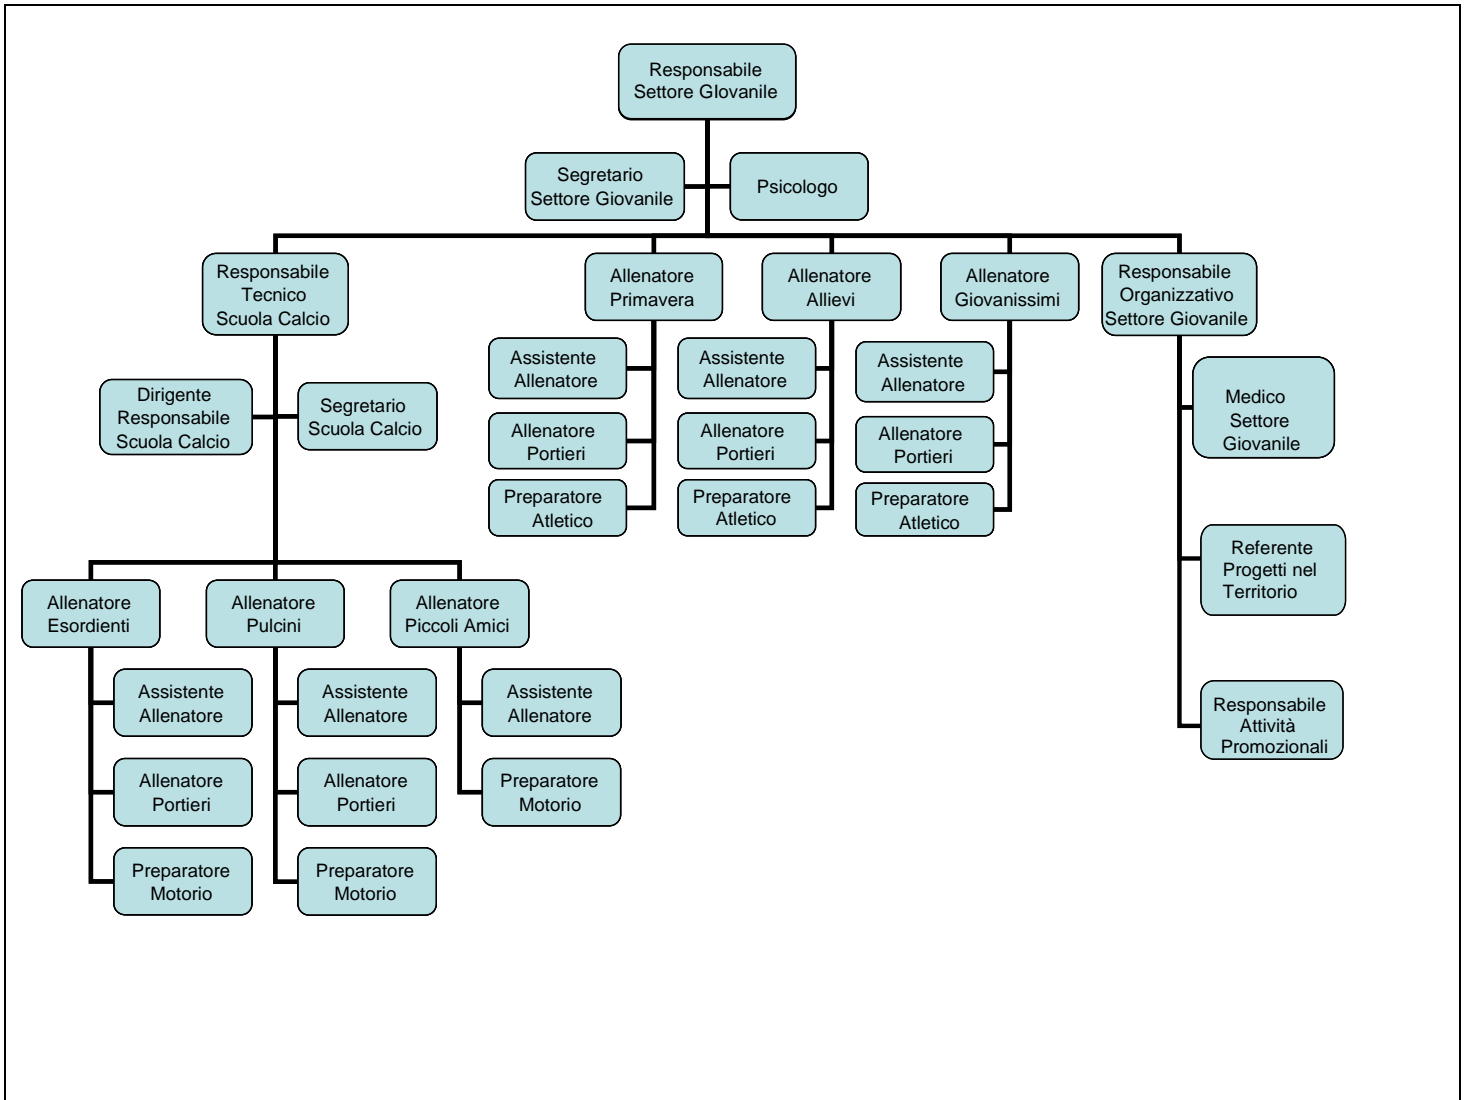 Responsabile
Settore GIovanile
Segretario
Settore Giovanile
Psicologo
Responsabile
Tecnico
Scuola Calcio
Allenatore
Primavera
Allenatore
Allievi
Allenatore
Giovanissimi
Responsabile
Organizzativo
Settore Giovanile
Dirigente
Responsabile
Scuola Calcio
Segretario
Scuola Calcio
Assistente
Allenatore
Allenatore
Portieri
Preparatore
Atletico
Assistente
Allenatore
Allenatore
Portieri
Preparatore
Atletico
Assistente
Allenatore
Allenatore
Portieri
Preparatore
Atletico
Medico
Settore
Giovanile
Referente
Progetti nel
Territorio
Responsabile
Attività
Promozionali
Allenatore
Esordienti
Allenatore
Pulcini
Allenatore
Piccoli Amici
Assistente
Allenatore
Allenatore
Portieri
Preparatore
Motorio
Assistente
Allenatore
Allenatore
Portieri
Preparatore
Motorio
Assistente
Allenatore
Preparatore
Motorio